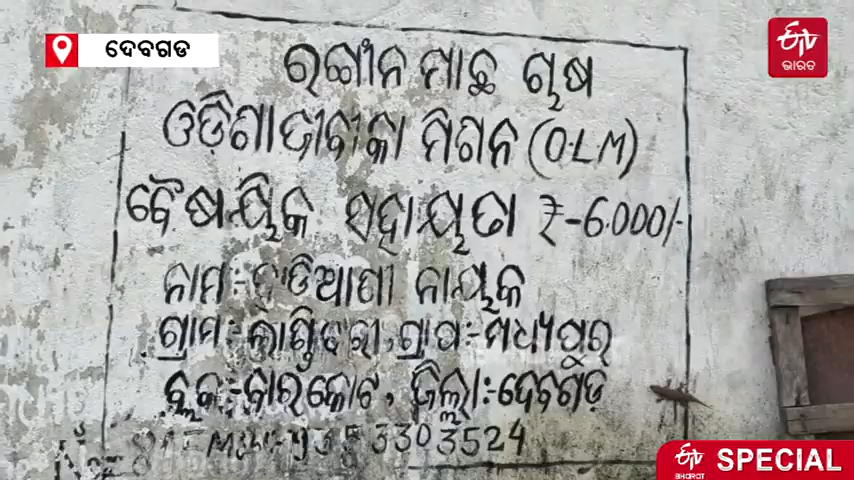 ଦେବଗଡ
ETV
ଭାରତ
ରଙ୍ଗୀନ ମାଛ ଚାଷ
ଓଡ଼ିଶା ଜୀବୀକା ମିଶନ (O.L.M)
ବୈଷୟିକ ସହାୟତା ₹-6000/-
ନାମ:- ଡିଆଣୀ ନାୟକ
ଗ୍ରାମ:- ଗ୍ରାପ:- ମଧ୍ୟପୁର
ବ୍ଲକ:- ବାରକୋଟ, ଜିଲ୍ଲା:- ଦେବଗଡ଼
3303524
ETV BHARAT SPECIAL